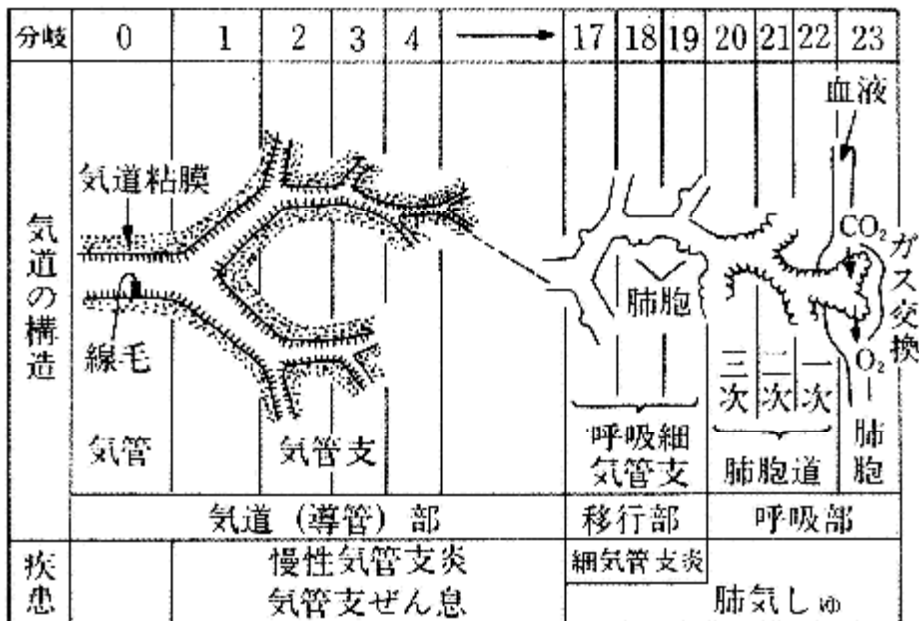 分岐 0 1 2 3 4 17 18 19 20 21 22 23
血液
気道粘膜
気道の構造
CO₂
ガス交換
肺胞
線毛
O₂
三次 二次 一次
気管 気管支 呼吸細気管支 肺胞道 肺胞
気道(導管)部 移行部 呼吸部
疾患
慢性気管支炎
気管支ぜん息
細気管支炎
肺気しゅ